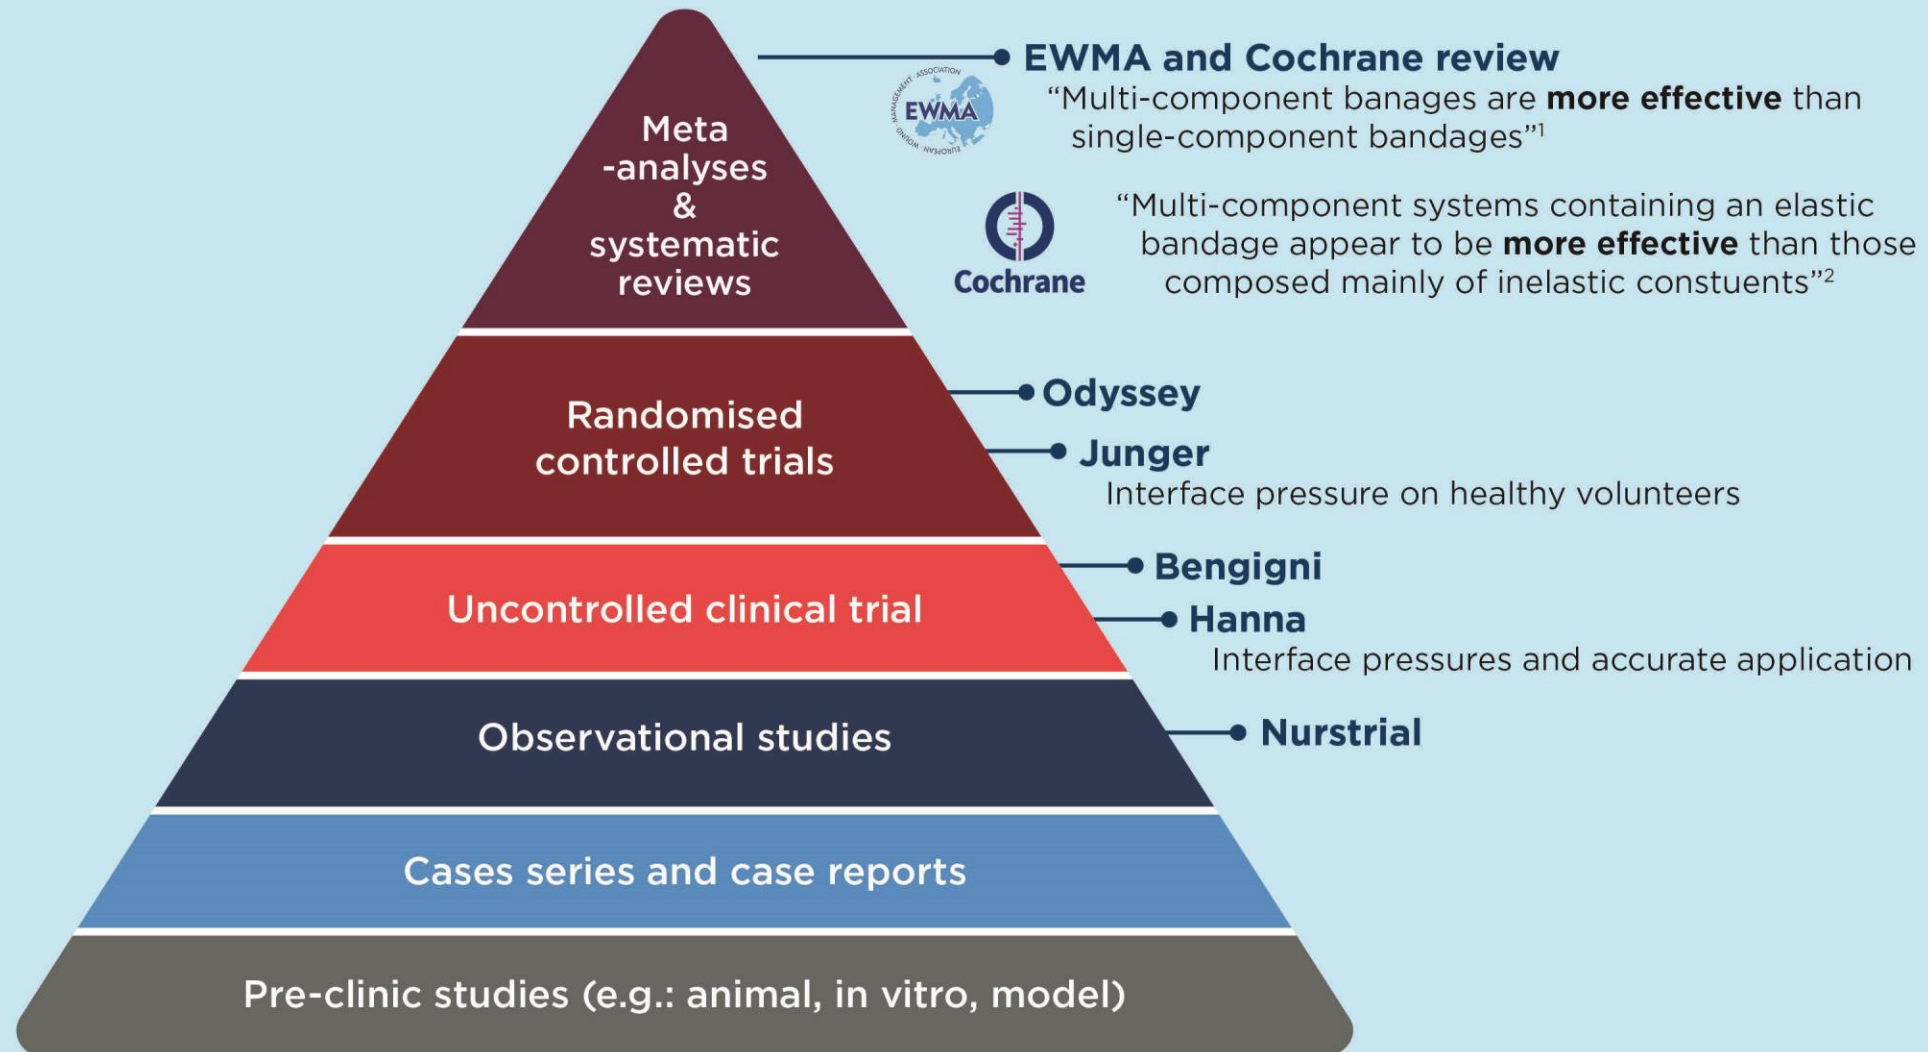 EWMA and Cochrane review
EUROPEAN WOUND MANAGEMENT ASSOCIATION
EWMA
“Multi-component banages are more effective than
single-component bandages”1
Cochrane
“Multi-component systems containing an elastic
bandage appear to be more effective than those
composed mainly of inelastic constuents”2
Meta
-analyses
&
systematic
reviews
Odyssey
Randomised
controlled trials
Junger
Interface pressure on healthy volunteers
Bengigni
Uncontrolled clinical trial
Hanna
Interface pressures and accurate application
Observational studies
Nurstrial
Cases series and case reports
Pre-clinic studies (e.g.: animal, in vitro, model)